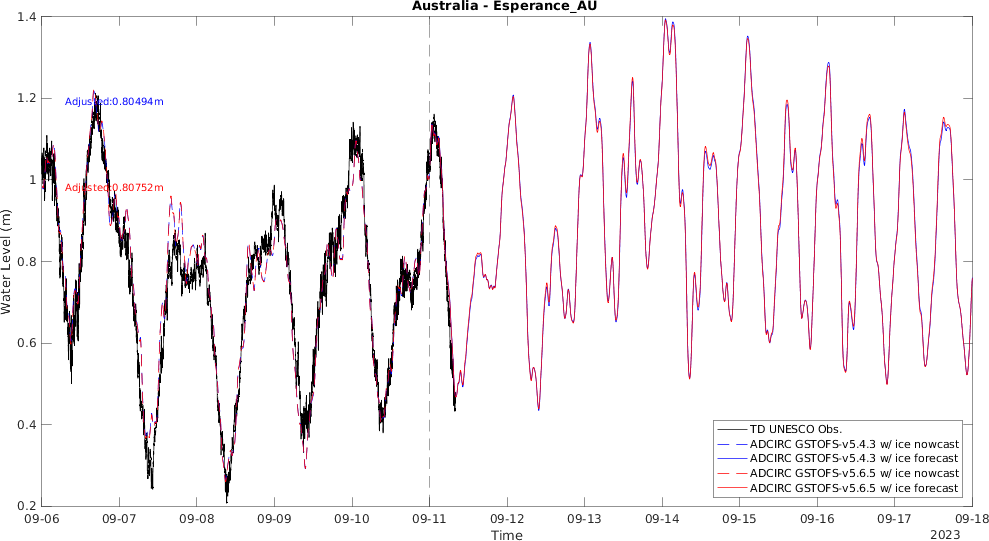 Australia - Esperance_AU
1.4
1.2
1
0.8
0.6
0.4
0.2
Water Level (m)
Adjusted:0.80494m
Adjusted:0.80752m
TD UNESCO Obs.
ADCIRC GSTOFS-v5.4.3 w/ ice nowcast
ADCIRC GSTOFS-v5.4.3 w/ ice forecast
ADCIRC GSTOFS-v5.6.5 w/ ice nowcast
ADCIRC GSTOFS-v5.6.5 w/ ice forecast
09-06 09-07 09-08 09-09 09-10 09-11 09-12 09-13 09-14 09-15 09-16 09-17 09-18
Time
2023